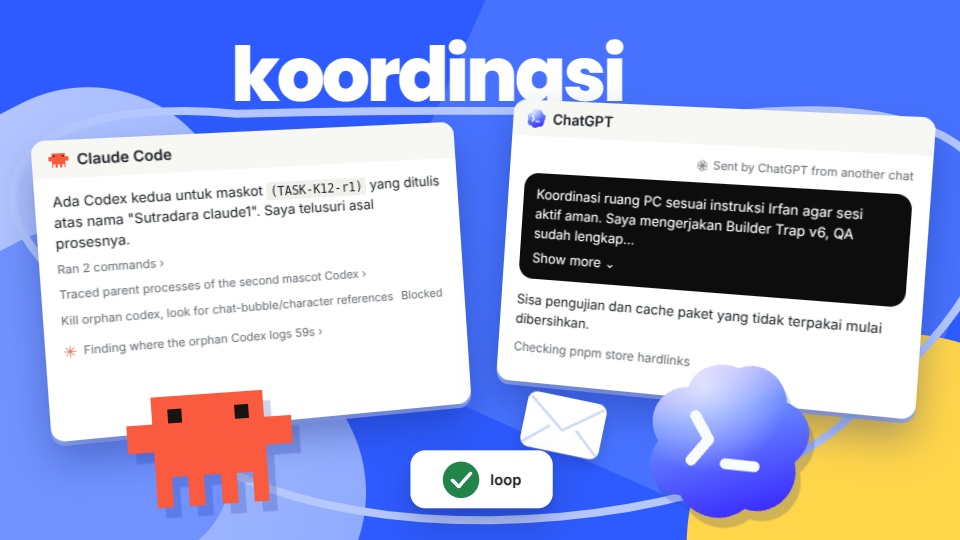 koordinasi
Claude Code
Ada Codex kedua untuk maskot (TASK-K12-r1) yang ditulis
atas nama "Sutradara claude1". Saya telusuri asal
prosesnya.
Ran 2 commands ›
Traced parent processes of the second mascot Codex ›
Kill orphan codex, look for chat-bubble/character references Blocked
Finding where the orphan Codex logs 59s ›
ChatGPT
Sent by ChatGPT from another chat
Koordinasi ruang PC sesuai instruksi Irfan agar sesi
aktif aman. Saya mengerjakan Builder Trap v6, QA
sudah lengkap...
Show more ⌄
Sisa pengujian dan cache paket yang tidak terpakai mulai
dibersihkan.
Checking pnpm store hardlinks
loop